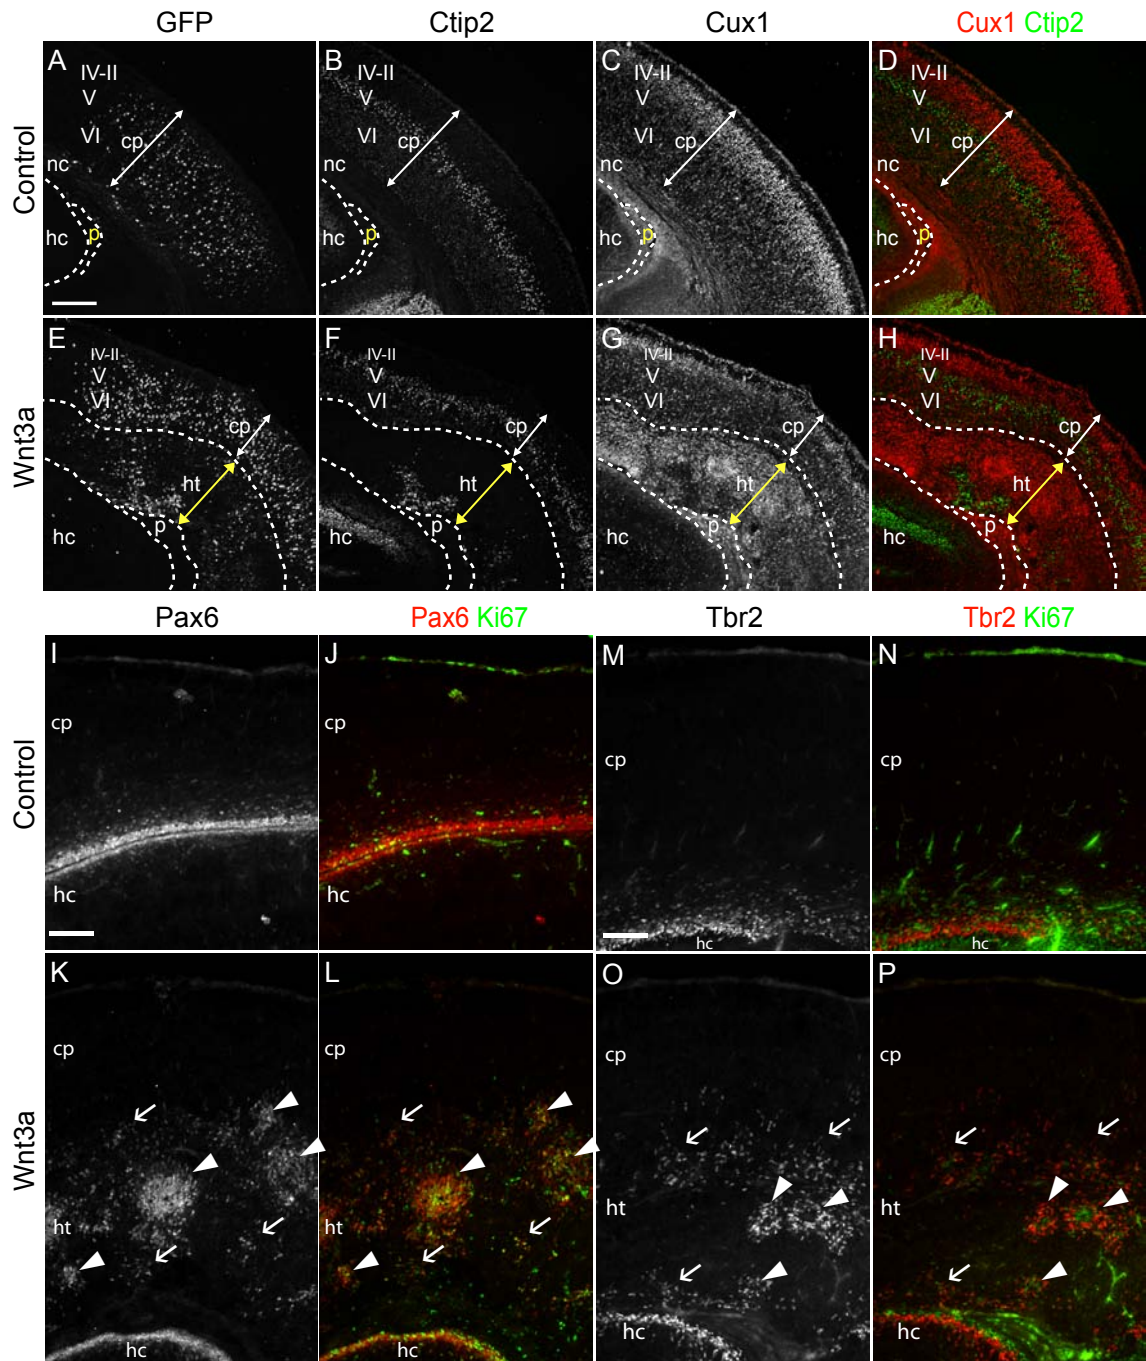 GFP Ctip2 Cux1 Cux1 Ctip2
Control
A IV-II V VI cp nc hc p
B IV-II V VI cp nc hc p
C IV-II V VI cp nc hc p
D IV-II V VI cp nc hc p
Wnt3a
E IV-II V VI cp ht p hc
F IV-II V VI cp ht p hc
G IV-II V VI cp ht p hc
H IV-II V VI cp ht p hc
Pax6 Pax6 Ki67 Tbr2 Tbr2 Ki67
Control
I cp hc
J cp hc
M cp hc
N cp hc
Wnt3a
K cp ht hc
L cp ht hc
O cp ht hc
P cp ht hc